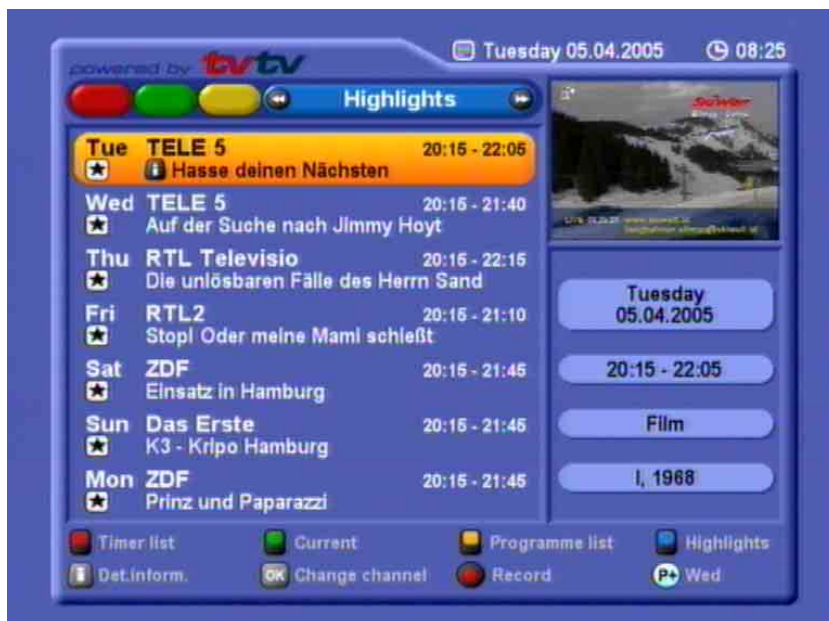 powered by tvtv
Tuesday 05.04.2005 08:25
Highlights
Tue TELE 5 20:15 - 22:05
Hasse deinen Nächsten
Wed TELE 5 20:15 - 21:40
Auf der Suche nach Jimmy Hoyt
Thu RTL Televisio 20:15 - 22:15
Die unlösbaren Fälle des Herrn Sand
Fri RTL2 20:15 - 21:10
Stop! Oder meine Mami schießt
Sat ZDF 20:15 - 21:45
Einsatz in Hamburg
Sun Das Erste 20:15 - 21:45
K3 - Kripo Hamburg
Mon ZDF 20:15 - 21:45
Prinz und Paparazzi
Tuesday
05.04.2005
20:15 - 22:05
Film
I, 1968
Timer list Current Programme list Highlights
i Det.inform. OK Change channel Record P+ Wed